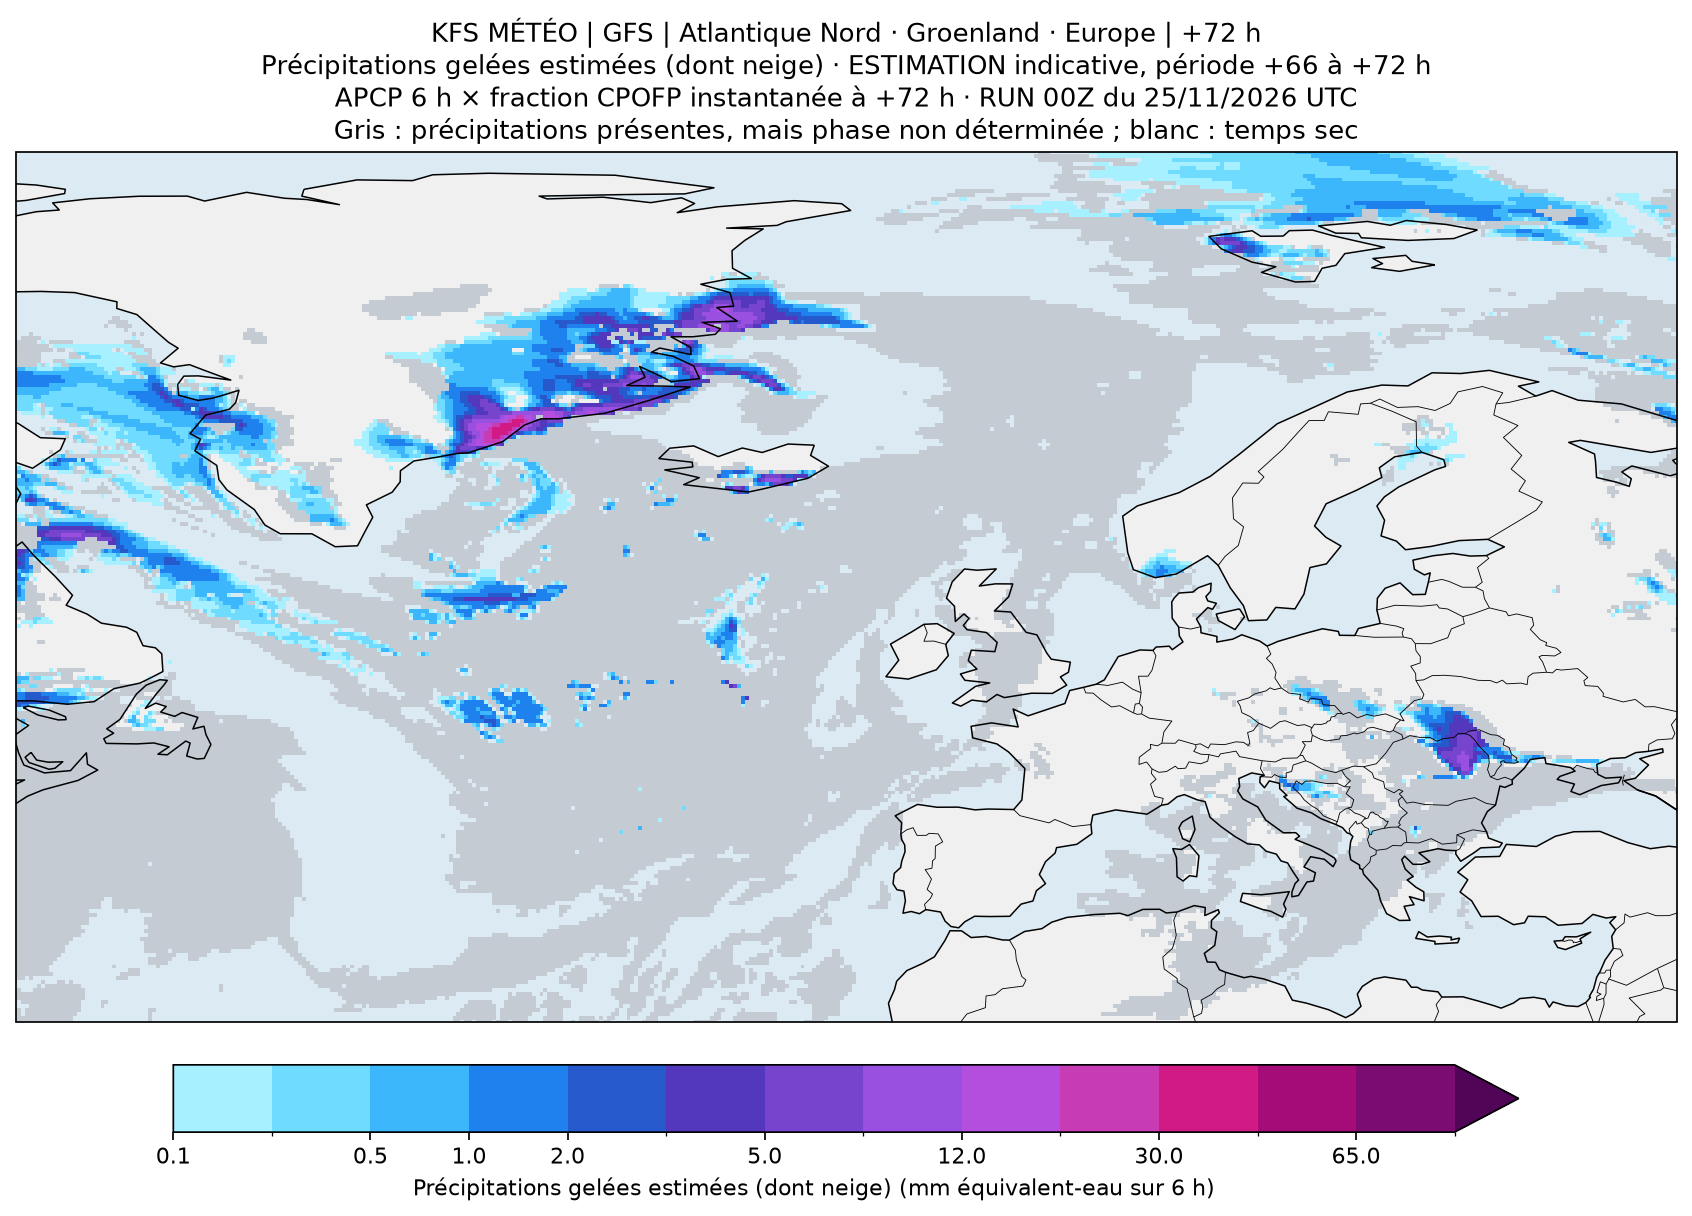 KFS MÉTÉO | GFS | Atlantique Nord · Groenland · Europe | +72 h
Précipitations gelées estimées (dont neige) · ESTIMATION indicative, période +66 à +72 h
APCP 6 h × fraction CPOFP instantanée à +72 h · RUN 00Z du 25/11/2026 UTC
Gris : précipitations présentes, mais phase non déterminée ; blanc : temps sec
0.1 0.5 1.0 2.0 5.0 12.0 30.0 65.0
Précipitations gelées estimées (dont neige) (mm équivalent-eau sur 6 h)